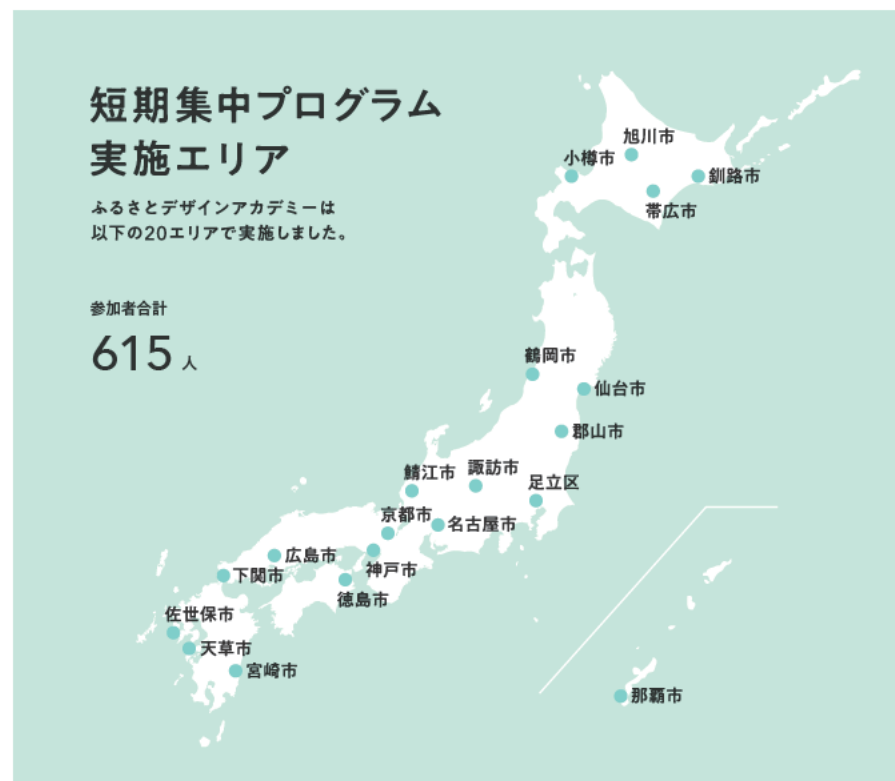 短期集中プログラム
実施エリア
ふるさとデザインアカデミーは
以下の20エリアで実施しました。
参加者合計
615人
旭川市
小樽市
釧路市
帯広市
鶴岡市
仙台市
郡山市
鯖江市
諏訪市
足立区
京都市
名古屋市
広島市
神戸市
下関市
徳島市
佐世保市
天草市
宮崎市
那覇市